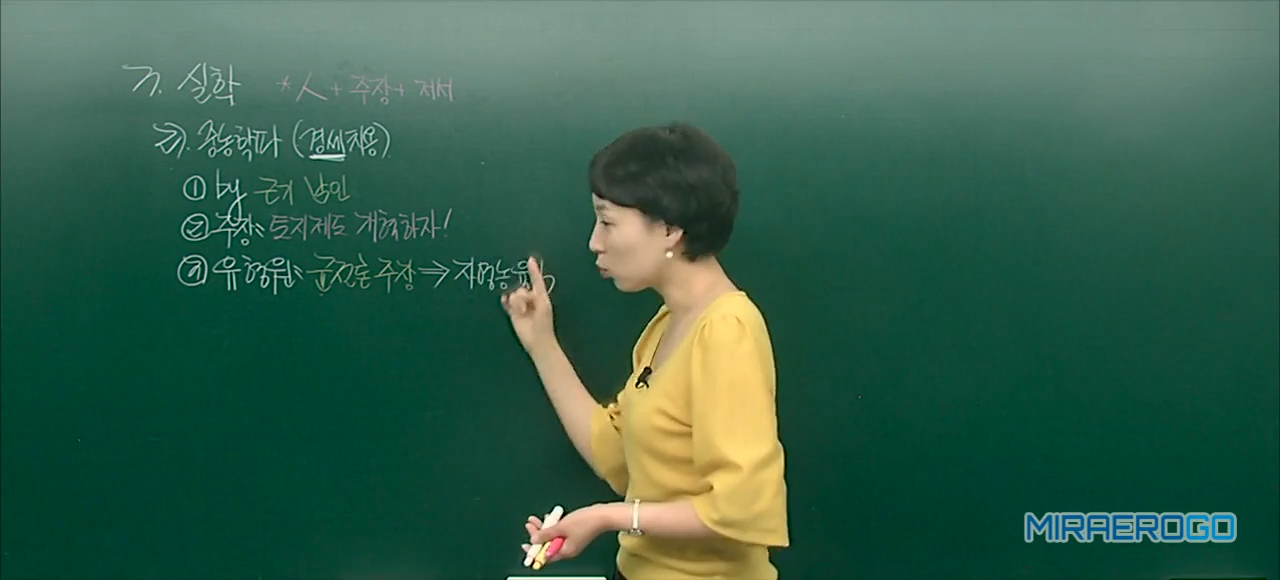 3. 실학 *人 + 주장 + 저서
2). 중농학파 (경세치용)
① by 근기 남인
② 주장: 토지제도 개혁하자!
③ 유형원: 균전론 주장 ⇒ 자영농육
MIRAEROGO